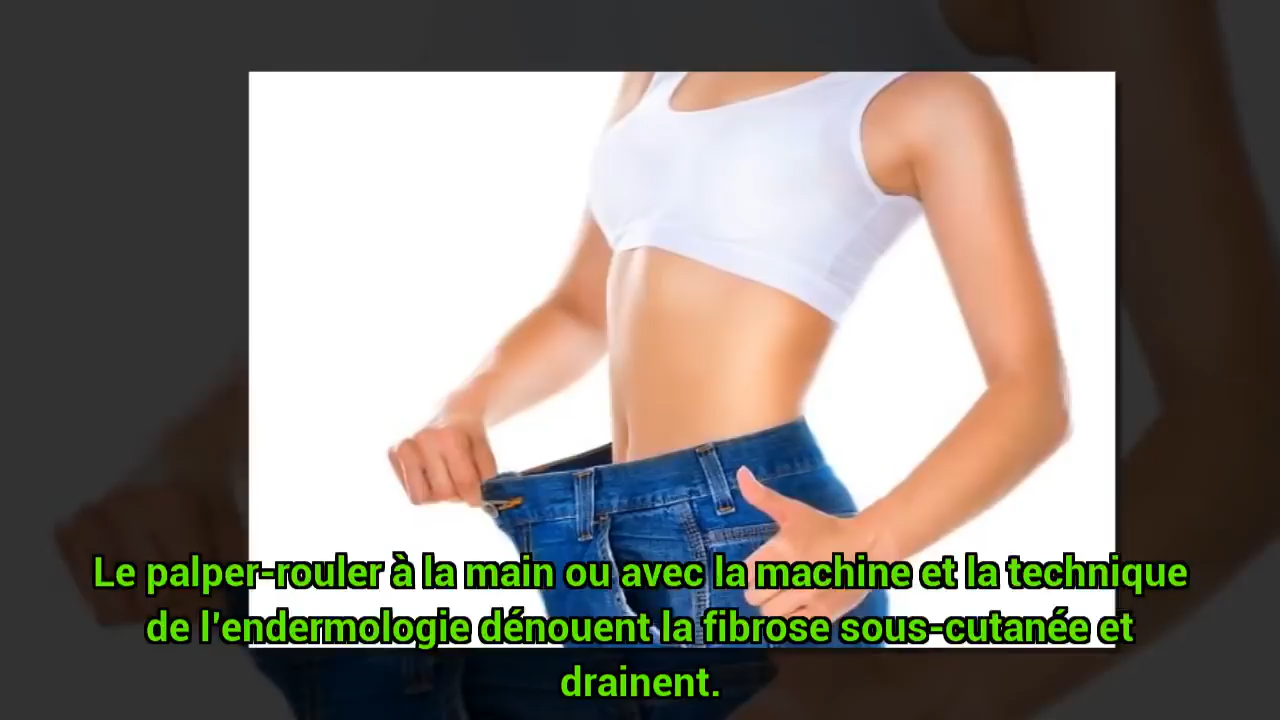 Le palper-rouler à la main ou avec la machine et la technique
de l'endermologie dénouent la fibrose sous-cutanée et
drainent.